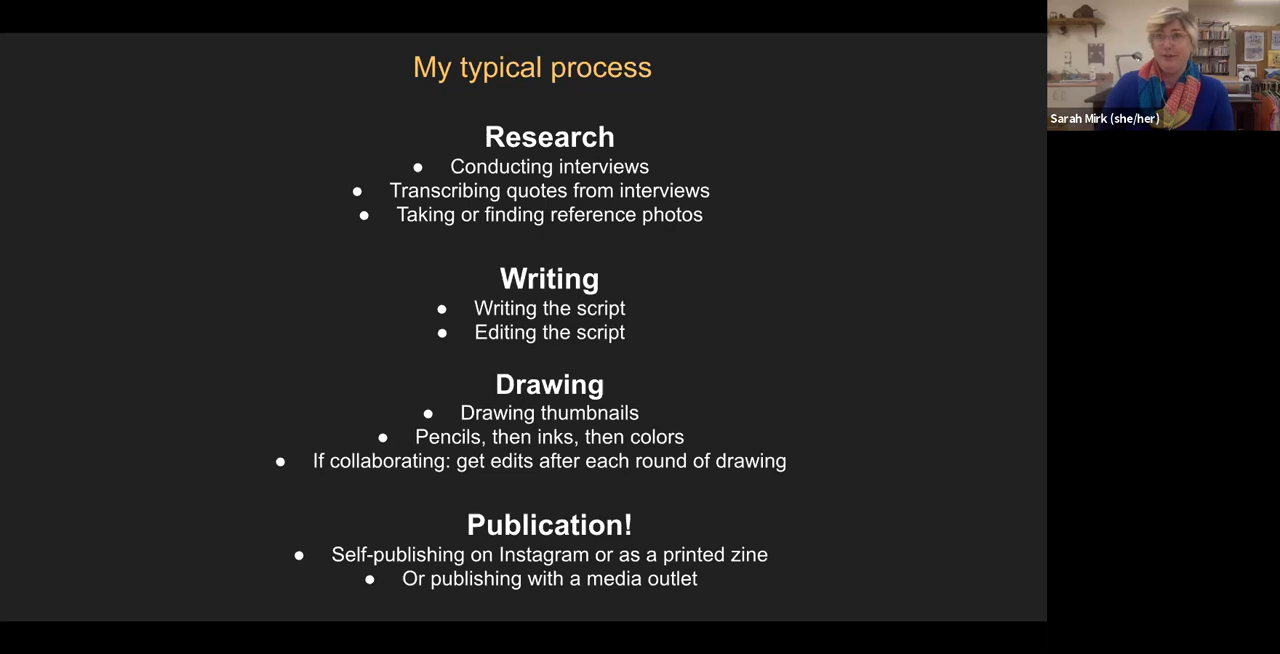 My typical process
Research
● Conducting interviews
● Transcribing quotes from interviews
● Taking or finding reference photos
Writing
● Writing the script
● Editing the script
Drawing
● Drawing thumbnails
● Pencils, then inks, then colors
● If collaborating: get edits after each round of drawing
Publication!
● Self-publishing on Instagram or as a printed zine
● Or publishing with a media outlet
Sarah Mirk (she/her)